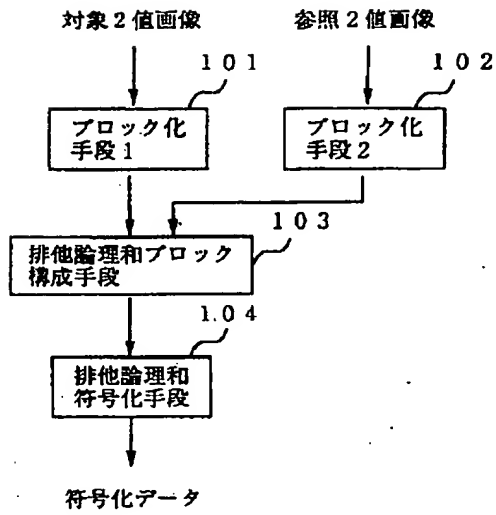 対象2値画像
参照2値画像
101
102
ブロック化
手段1
ブロック化
手段2
103
排他論理和ブロック
構成手段
104
排他論理和
符号化手段
符号化データ